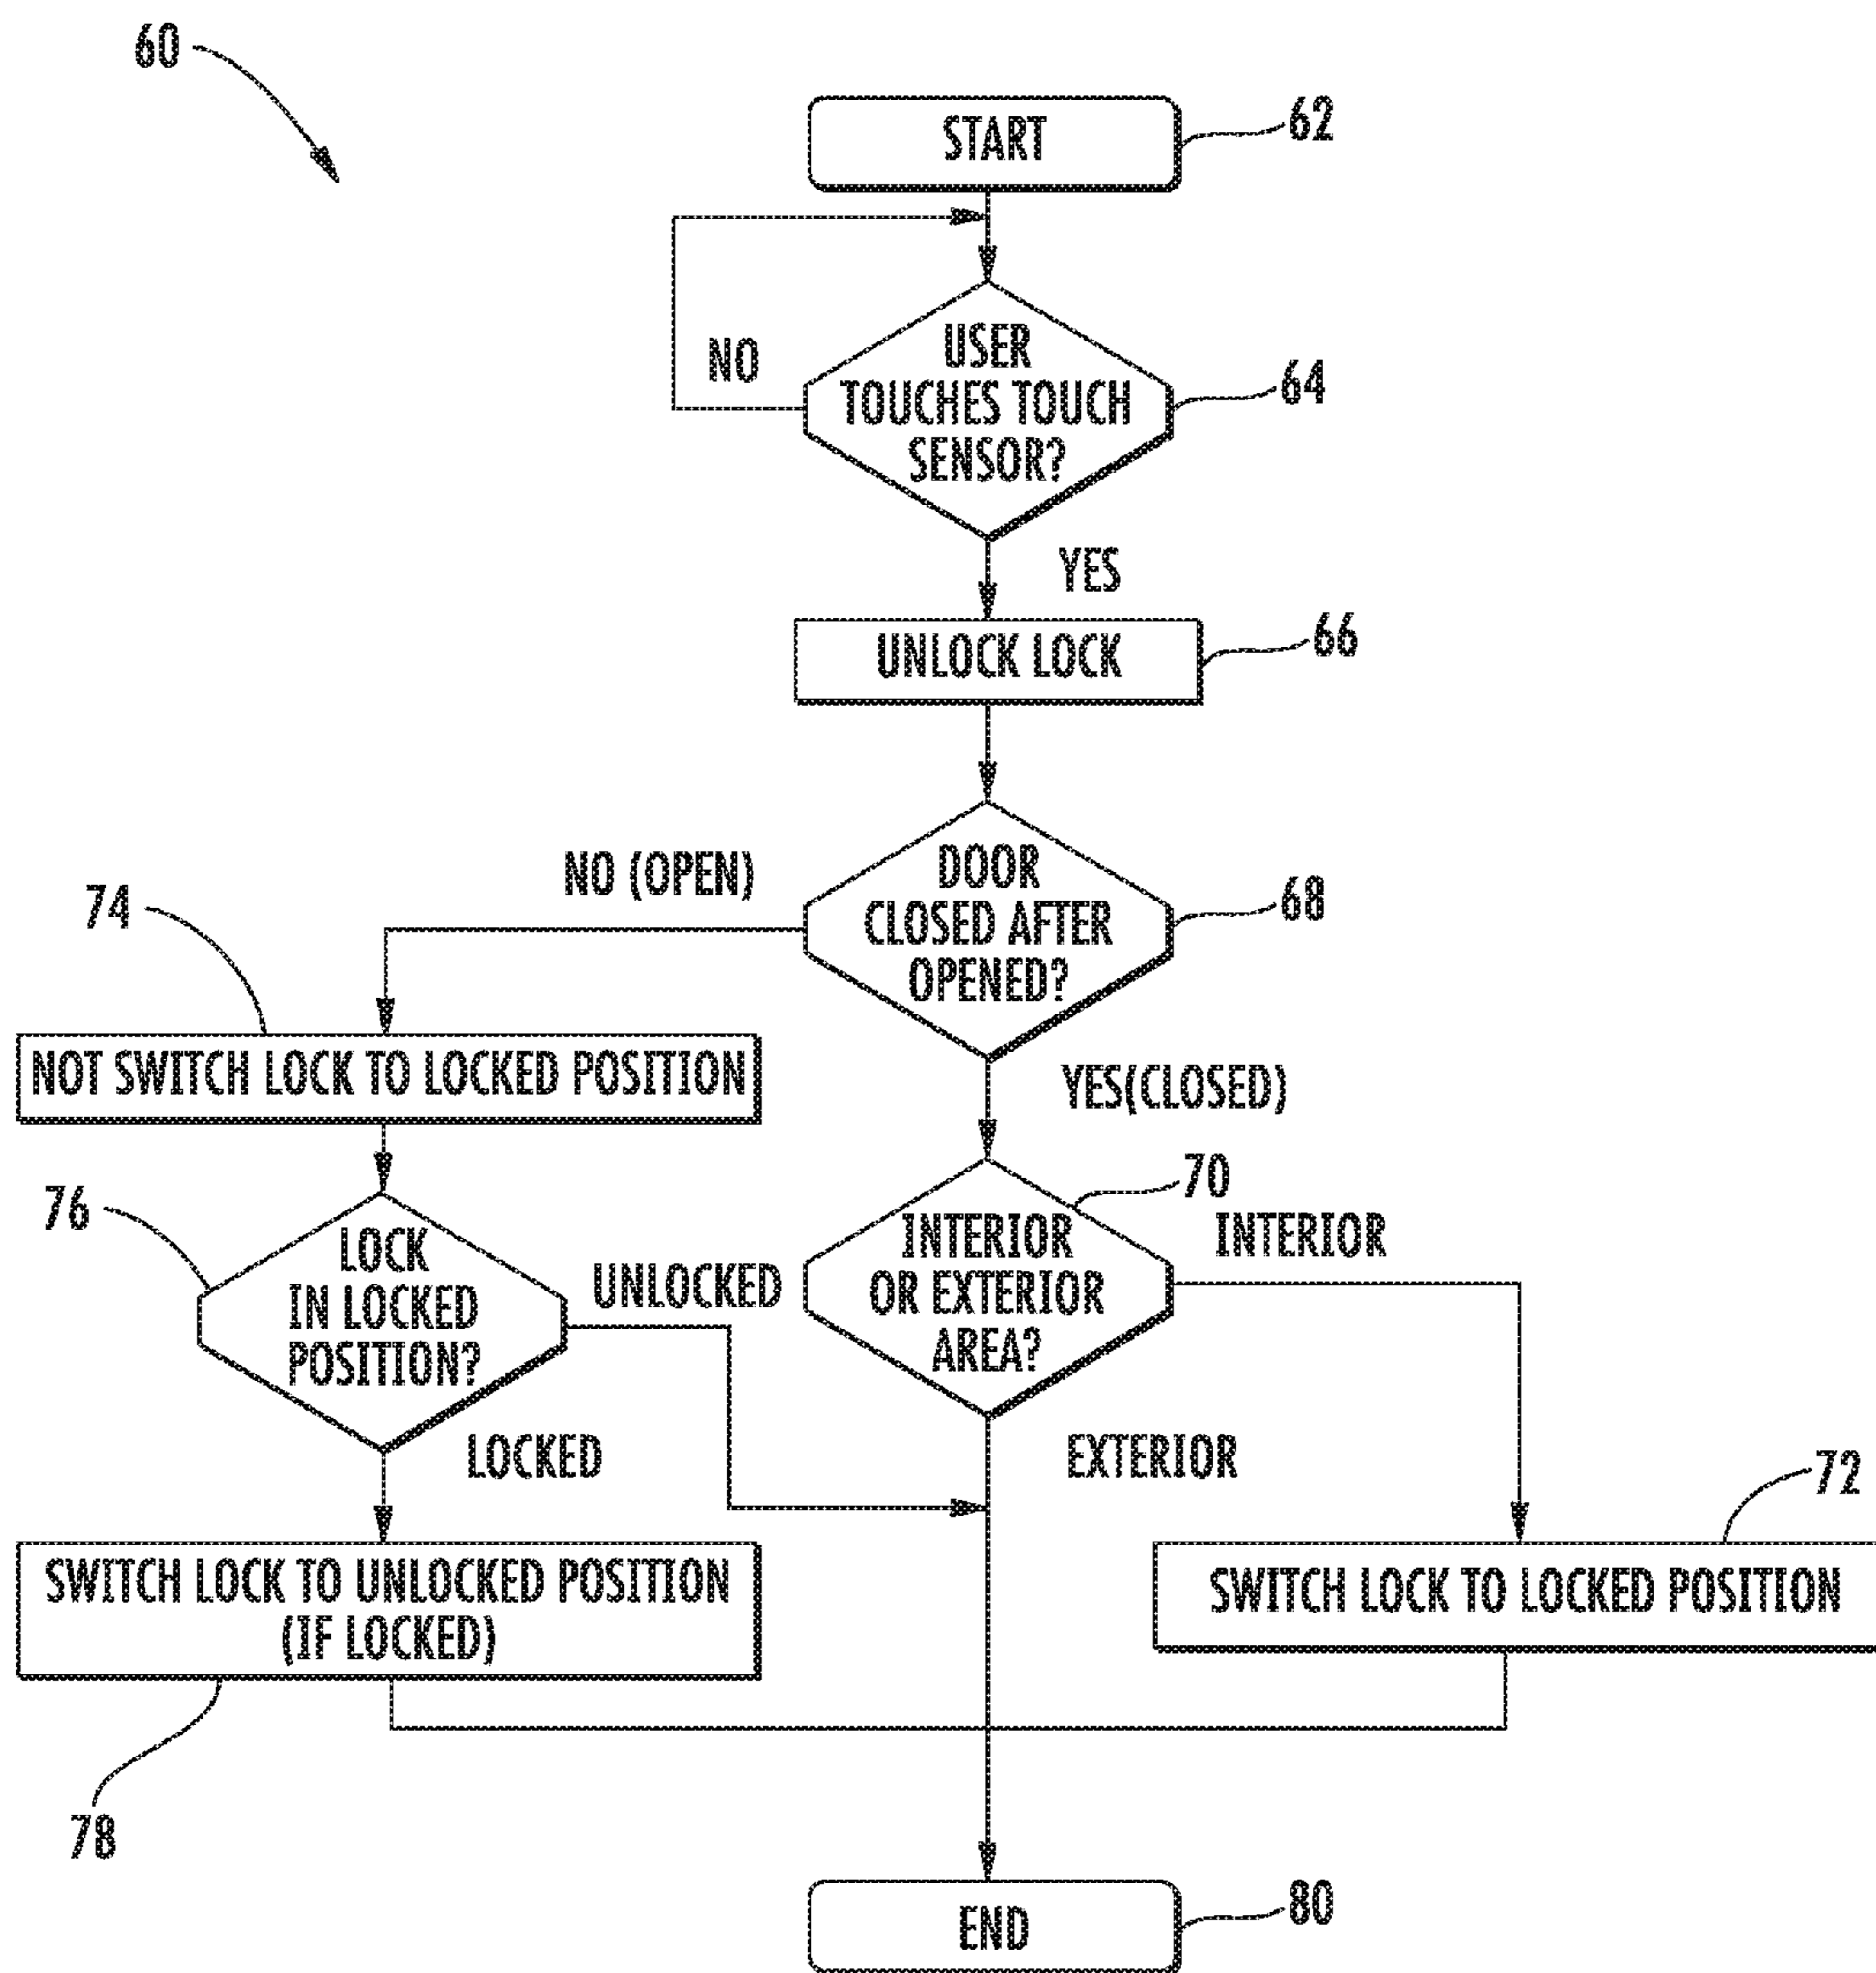 60
START
62
NO
USER
TOUCHES TOUCH
SENSOR?
64
YES
UNLOCK LOCK
66
NO (OPEN)
DOOR
CLOSED AFTER
OPENED?
68
74
NOT SWITCH LOCK TO LOCKED POSITION
YES(CLOSED)
70
76
LOCK
IN LOCKED
POSITION?
UNLOCKED
INTERIOR
OR EXTERIOR
AREA?
INTERIOR
LOCKED
EXTERIOR
72
SWITCH LOCK TO UNLOCKED POSITION
(IF LOCKED)
SWITCH LOCK TO LOCKED POSITION
78
END
80